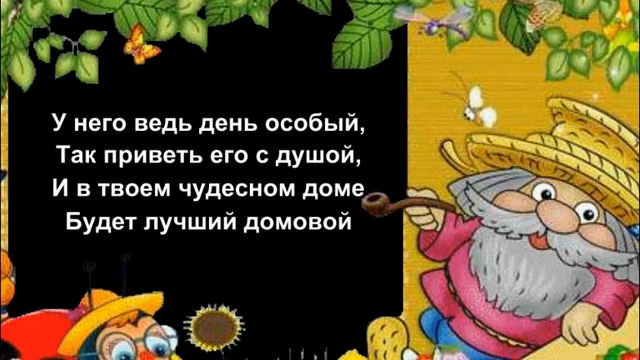 У него ведь день особый,
Так приветь его с душой,
И в твоем чудесном доме
Будет лучший домовой